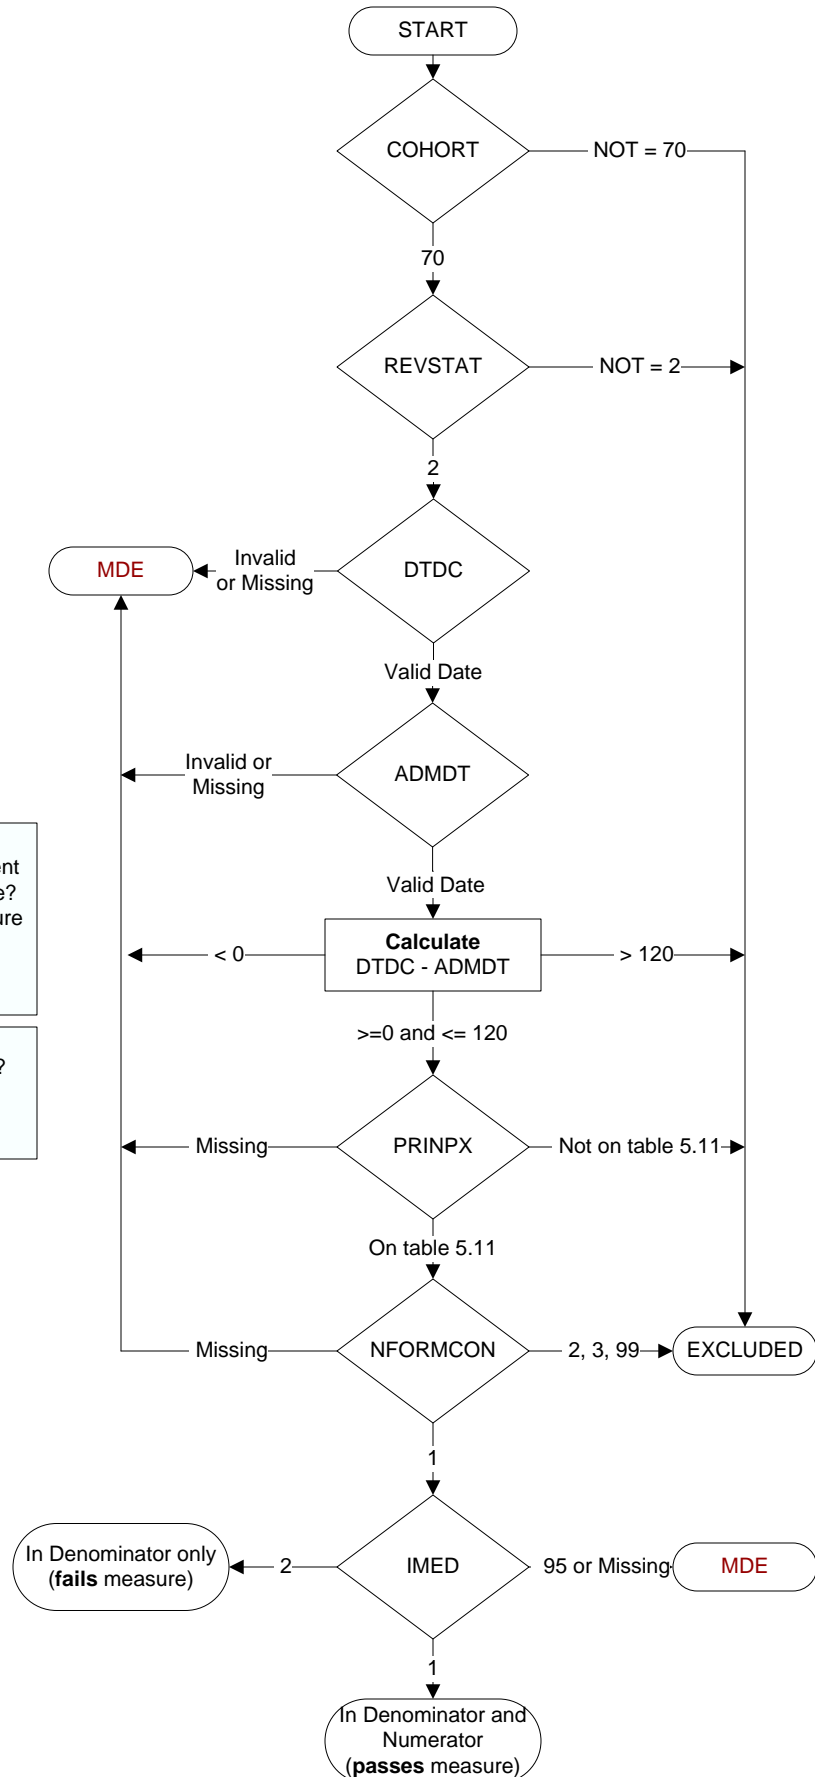 START
COHORT
NOT = 70
70
REVSTAT
NOT = 2
2
MDE
Invalid
or Missing
DTDC
Valid Date
Invalid or
Missing
ADMDT
Valid Date
< 0
Calculate
DTDC - ADMDT
> 120
>=0 and <= 120
?
Missing
PRINPX
Not on table 5.11
On table 5.11
Missing
NFORMCON
2, 3, 99
EXCLUDED
1
In Denominator only
(fails measure)
2
IMED
95 or Missing
MDE
1
In Denominator and
Numerator
(passes measure)